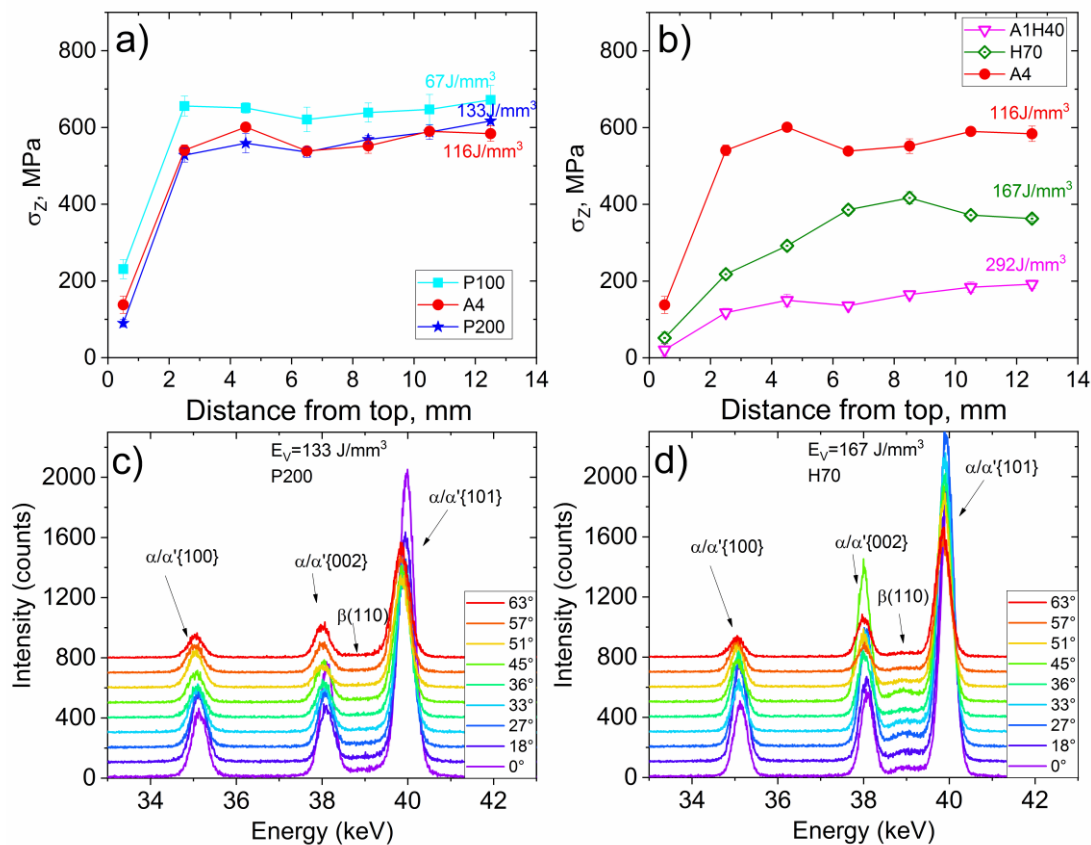 a)
800
600
400
200
0
σZ, MPa
67J/mm³
133J/mm³
116J/mm³
P100
A4
P200
0 2 4 6 8 10 12 14
Distance from top, mm
b)
800
600
400
200
0
σZ, MPa
A1H40
H70
A4
116J/mm³
167J/mm³
292J/mm³
0 2 4 6 8 10 12 14
Distance from top, mm
c)
EV=133 J/mm³
P200
2000
1600
1200
800
400
0
Intensity (counts)
α/α'{100}
α/α'{002}
β(110)
α/α'{101}
63°
57°
51°
45°
36°
33°
27°
18°
0°
34 36 38 40 42
Energy (keV)
d)
EV=167 J/mm³
H70
2000
1600
1200
800
400
0
Intensity (counts)
α/α'{100}
α/α'{002}
β(110)
α/α'{101}
63°
57°
51°
45°
36°
33°
27°
18°
0°
34 36 38 40 42
Energy (keV)